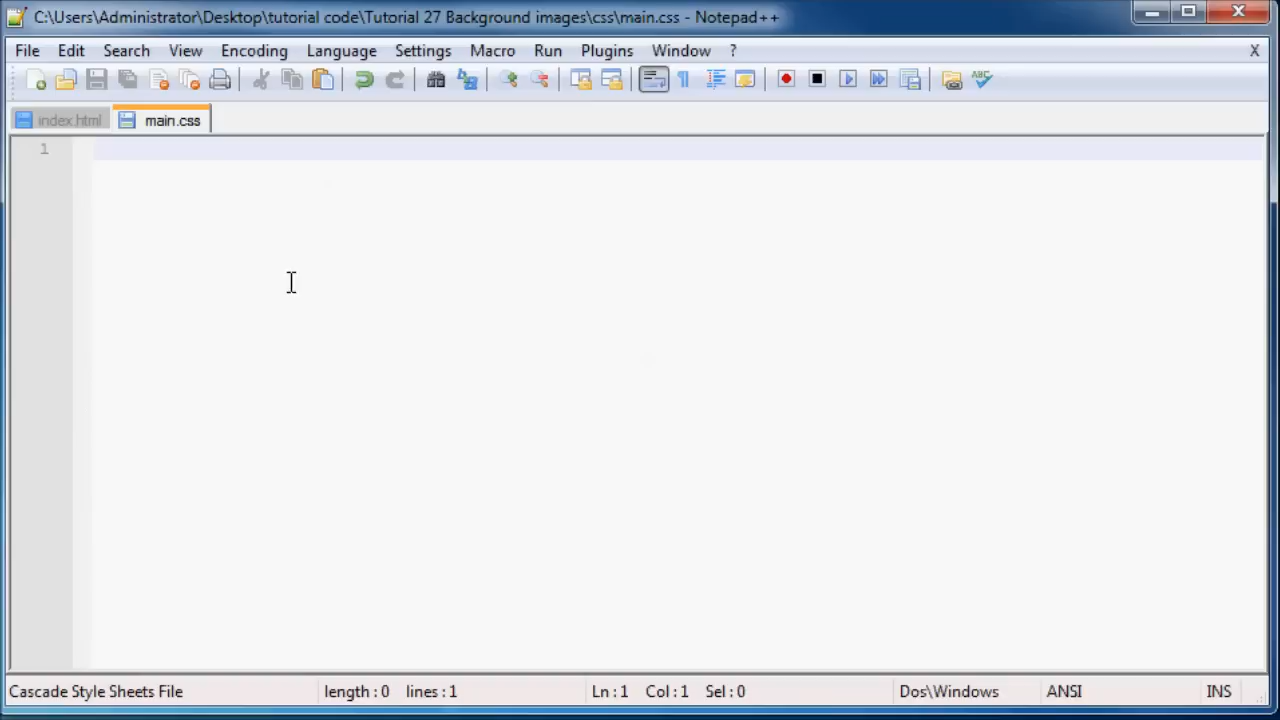 C:\Users\Administrator\Desktop\tutorial code\Tutorial 27 Background images\css\main.css - Notepad++
File Edit Search View Encoding Language Settings Macro Run Plugins Window ? X
ABC
index.html main.css
1
Cascade Style Sheets File length : 0 lines : 1 Ln : 1 Col : 1 Sel : 0 Dos\Windows ANSI INS